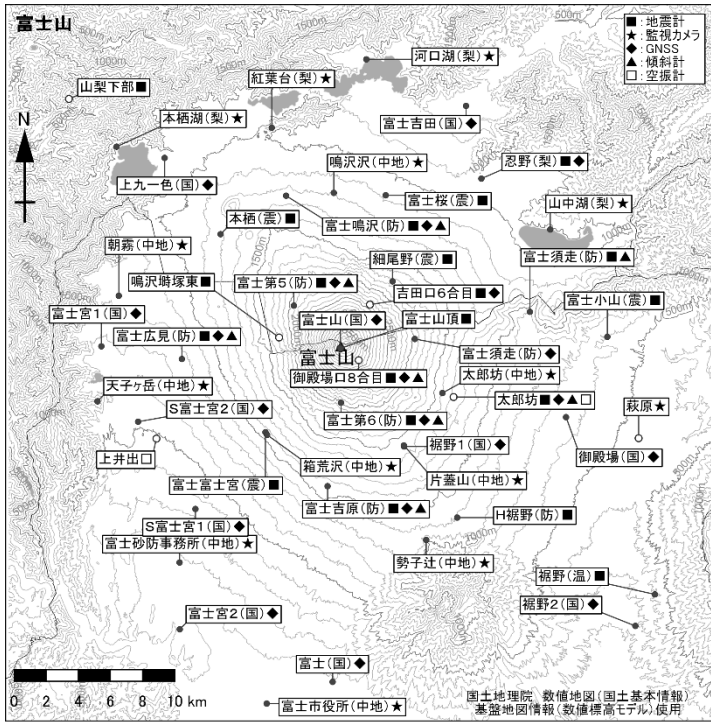 富士山
■:地震計
★:監視カメラ
◆:GNSS
▲:傾斜計
□:空振計
N
河口湖(梨)★
紅葉台(梨)★
山梨下部■
本栖湖(梨)★
富士吉田(国)◆
鳴沢沢(中地)★
忍野(梨)■◆
上九一色(国)◆
富士桜(震)■
山中湖(梨)★
本栖(震)■
富士鳴沢(防)■◆▲
朝霧(中地)★
細尾野(震)■
富士須走(防)■▲
鳴沢塒塚東■
富士第5(防)■◆▲
吉田口6合目■◆
富士小山(震)■
富士宮1(国)◆
富士山(国)◆
富士山頂■
富士広見(防)■◆▲
富士山
富士須走(防)◆
御殿場口8合目■◆▲
太郎坊(中地)★
天子ヶ岳(中地)★
太郎坊■◆▲□
萩原★
S富士宮2(国)◆
富士第6(防)■◆▲
裾野1(国)◆
御殿場(国)◆
上井出□
箱荒沢(中地)★
片蓋山(中地)★
富士富士宮(震)■
富士吉原(防)■◆▲
H裾野(防)■
S富士宮1(国)◆
富士砂防事務所(中地)★
勢子辻(中地)★
裾野(温)■
裾野2(国)◆
富士宮2(国)◆
富士(国)◆
0 2 4 6 8 10 km
富士市役所(中地)★
国土地理院 数値地図(国土基本情報)
基盤地図情報(数値標高モデル)使用